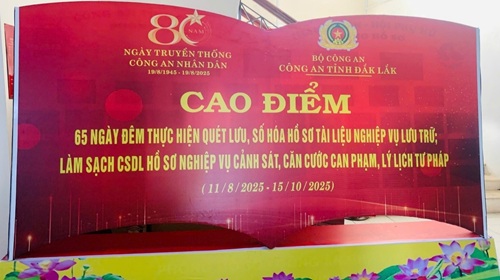 80 NĂM
NGÀY TRUYỀN THỐNG
CÔNG AN NHÂN DÂN
19/8/1945 - 19/8/2025
BỘ CÔNG AN
CÔNG AN TỈNH ĐẮK LẮK
CAO ĐIỂM
65 NGÀY ĐÊM THỰC HIỆN QUÉT LƯU, SỐ HÓA HỒ SƠ TÀI LIỆU NGHIỆP VỤ LƯU TRỮ;
LÀM SẠCH CSDL HỒ SƠ NGHIỆP VỤ CẢNH SÁT, CĂN CƯỚC CAN PHẠM, LÝ LỊCH TƯ PHÁP
(11/8/2025 - 15/10/2025)